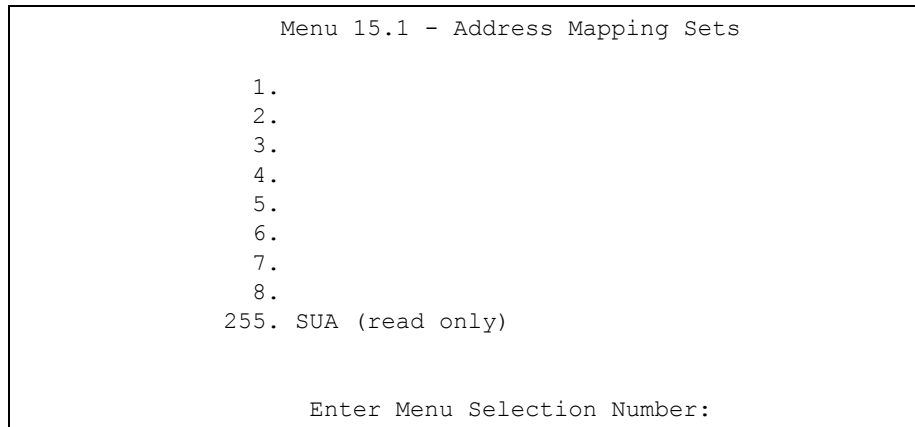 Menu 15.1 - Address Mapping Sets
1.
2.
3.
4.
5.
6.
7.
8.
255. SUA (read only)
Enter Menu Selection Number: